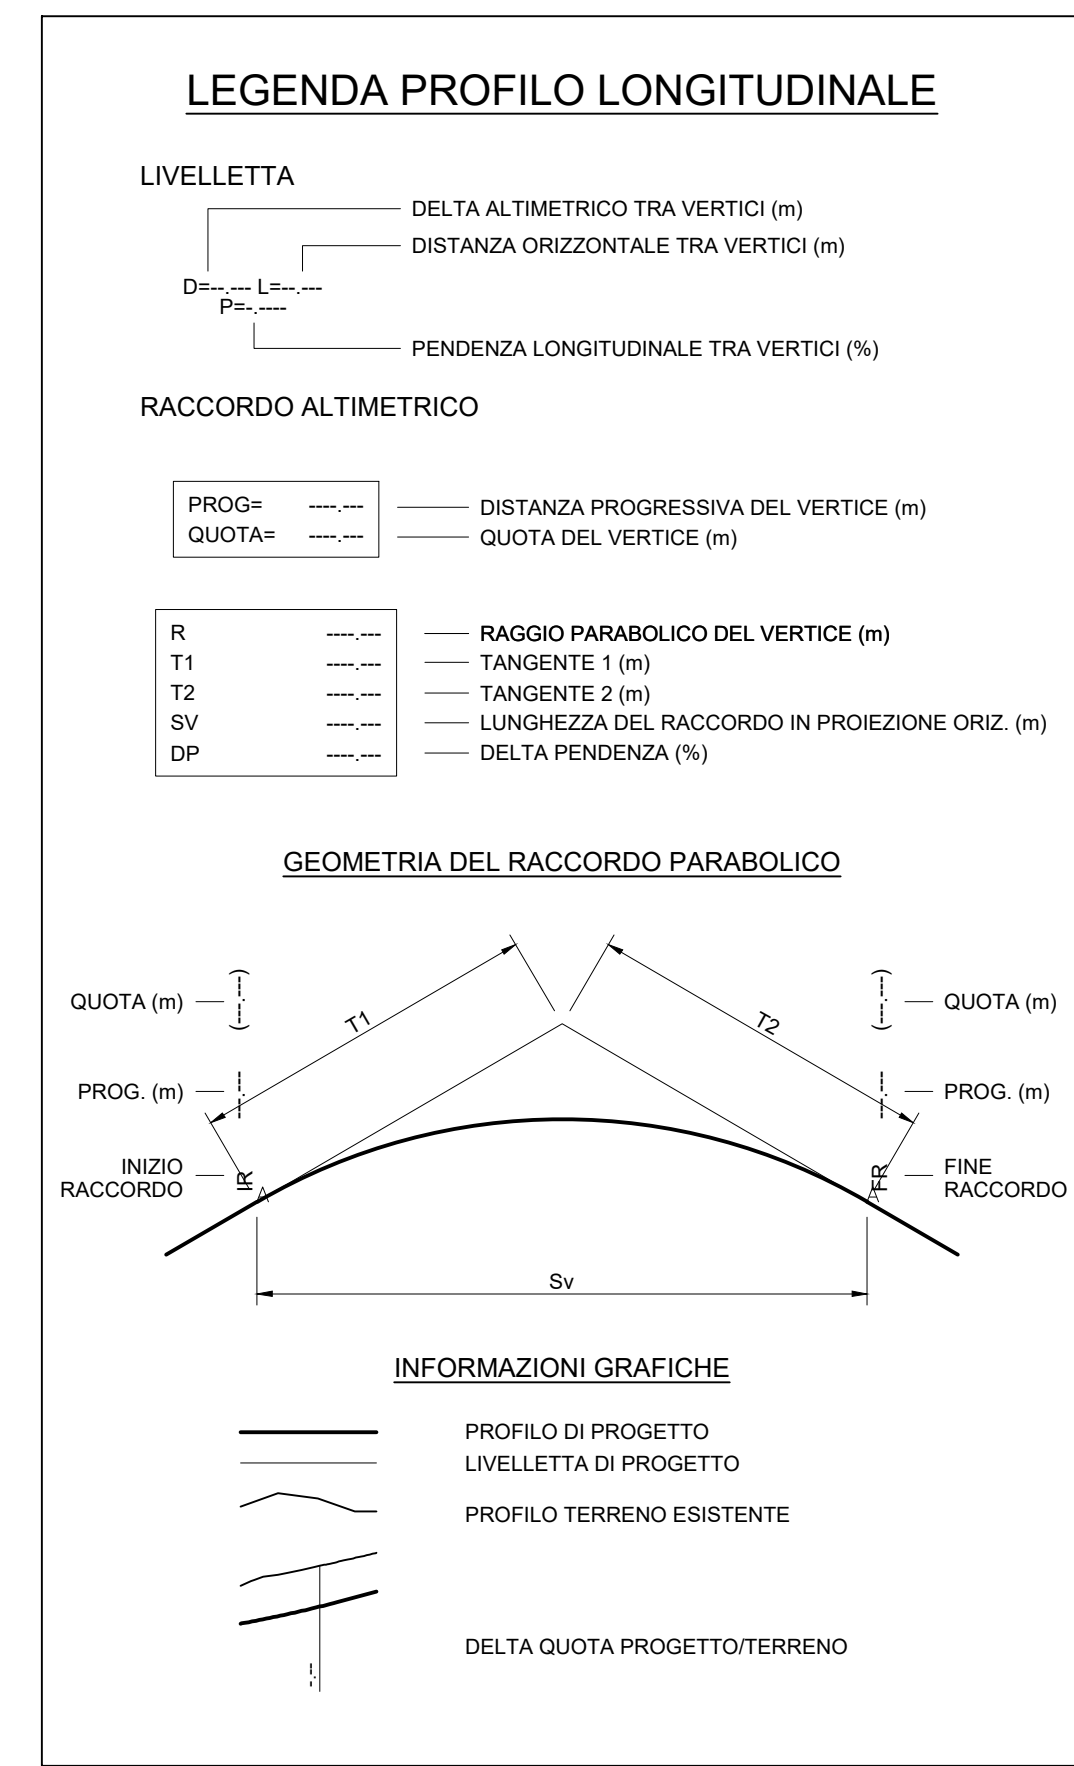 LEGENDA PROFILO LONGITUDINALE
LIVELLETTA
DELTA ALTIMETRICO TRA VERTICI (m)
DISTANZA ORIZZONTALE TRA VERTICI (m)
D=--.--- L=--.---
P=-.----
PENDENZA LONGITUDINALE TRA VERTICI (%)
RACCORDO ALTIMETRICO
PROG= ----.--- DISTANZA PROGRESSIVA DEL VERTICE (m)
QUOTA= ----.--- QUOTA DEL VERTICE (m)
R ----.--- RAGGIO PARABOLICO DEL VERTICE (m)
T1 ----.--- TANGENTE 1 (m)
T2 ----.--- TANGENTE 2 (m)
SV ----.--- LUNGHEZZA DEL RACCORDO IN PROIEZIONE ORIZ. (m)
DP ----.--- DELTA PENDENZA (%)
GEOMETRIA DEL RACCORDO PARABOLICO
QUOTA (m) (---.---) T1 T2 (---.---) QUOTA (m)
PROG. (m) ---.--- ---.--- PROG. (m)
INIZIO RACCORDO IR FR FINE RACCORDO
Sv
INFORMAZIONI GRAFICHE
PROFILO DI PROGETTO
LIVELLETTA DI PROGETTO
PROFILO TERRENO ESISTENTE
DELTA QUOTA PROGETTO/TERRENO
-.--